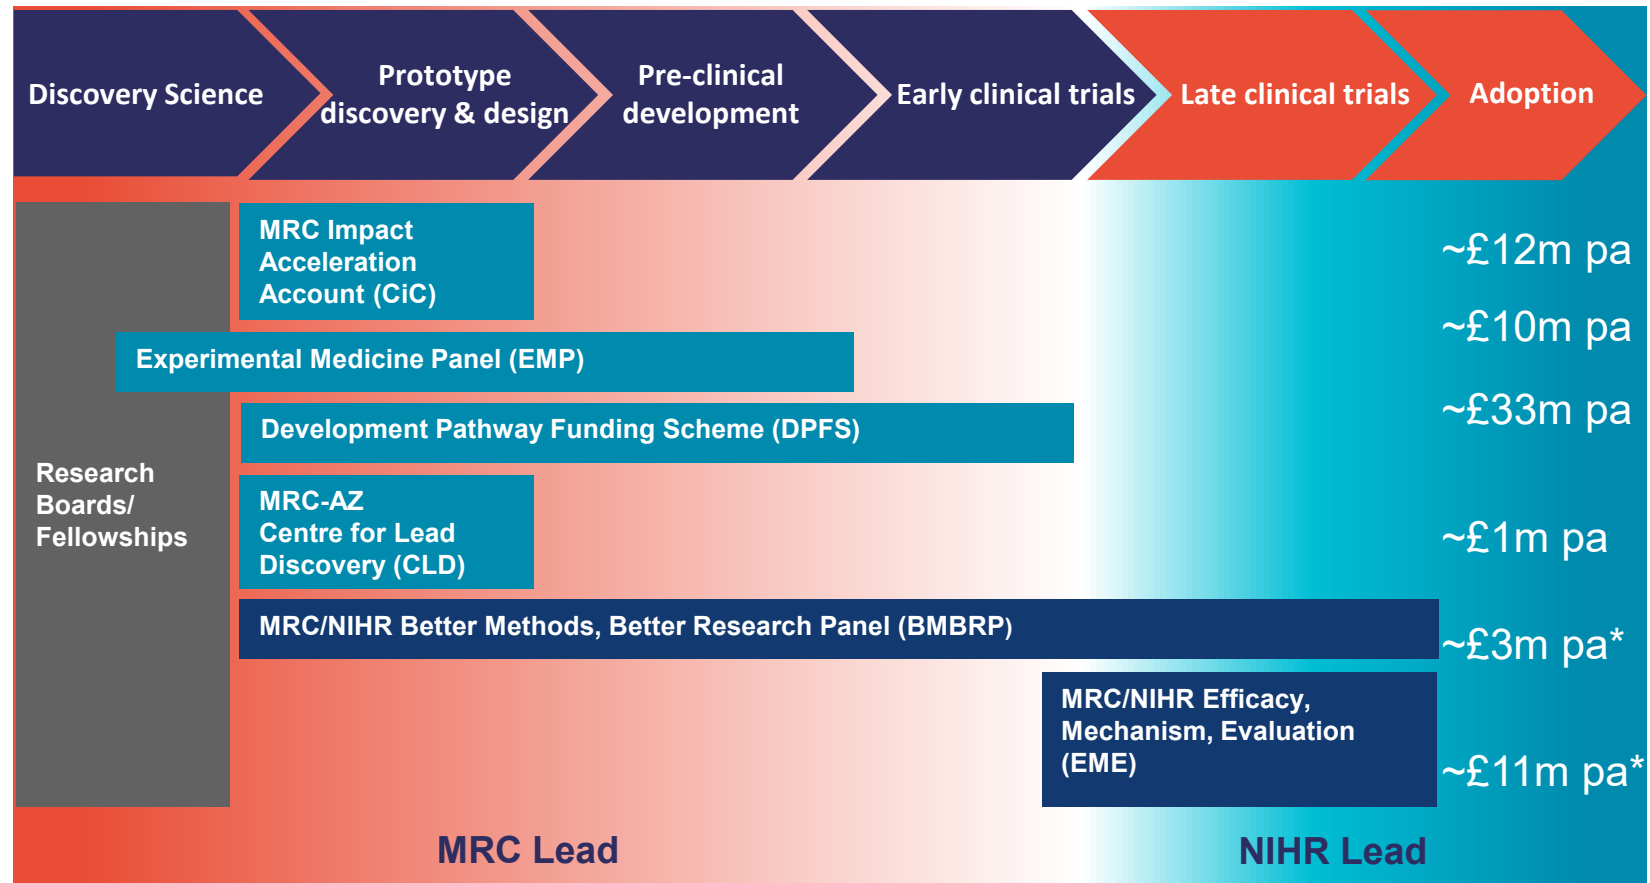 Discovery Science
Prototype
discovery & design
Pre-clinical
development
Early clinical trials
Late clinical trials
Adoption
Research
Boards/
Fellowships
MRC Impact
Acceleration
Account (CiC)
~£12m pa
Experimental Medicine Panel (EMP)
~£10m pa
Development Pathway Funding Scheme (DPFS)
~£33m pa
MRC-AZ
Centre for Lead
Discovery (CLD)
~£1m pa
MRC/NIHR Better Methods, Better Research Panel (BMBRP)
~£3m pa*
MRC/NIHR Efficacy,
Mechanism, Evaluation
(EME)
~£11m pa*
MRC Lead
NIHR Lead